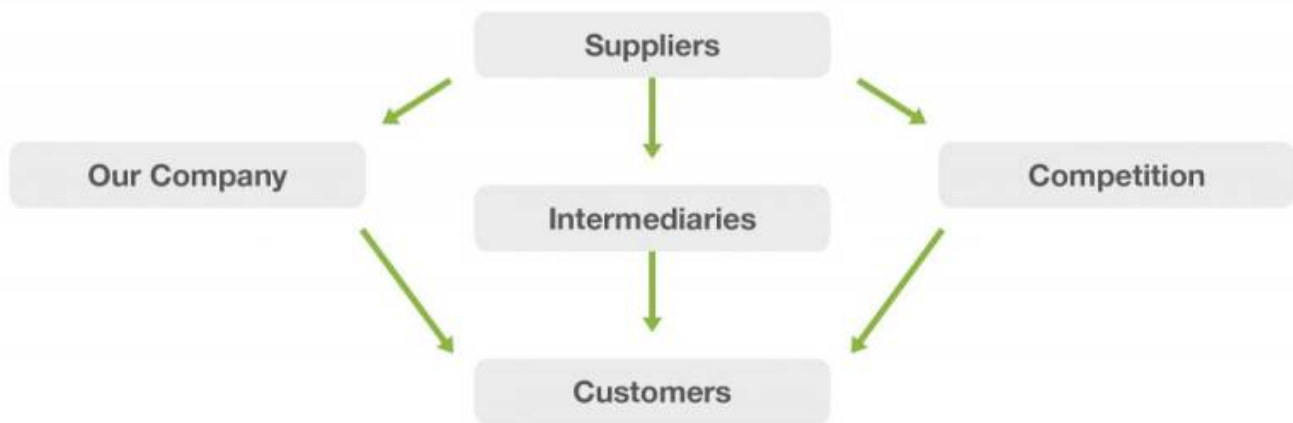 Suppliers
Our Company
Competition
Intermediaries
Customers